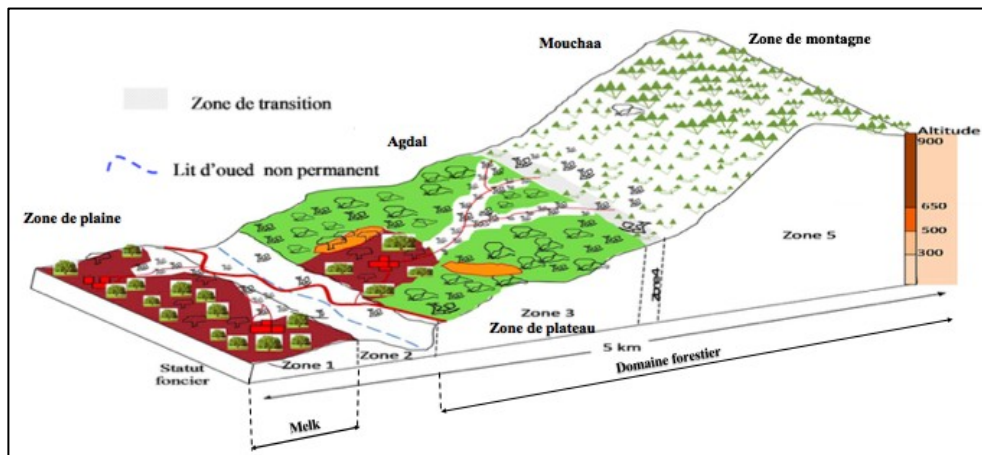 Mouchaa
Zone de montagne
Zone de transition
Altitude
900
Agdal
Lit d'oued non permanent
650
Zone de plaine
500
Zone 5
300
Zone 4
Zone 3
Zone de plateau
5 km
Zone 2
Domaine forestier
Statut
foncier
Zone 1
Melk